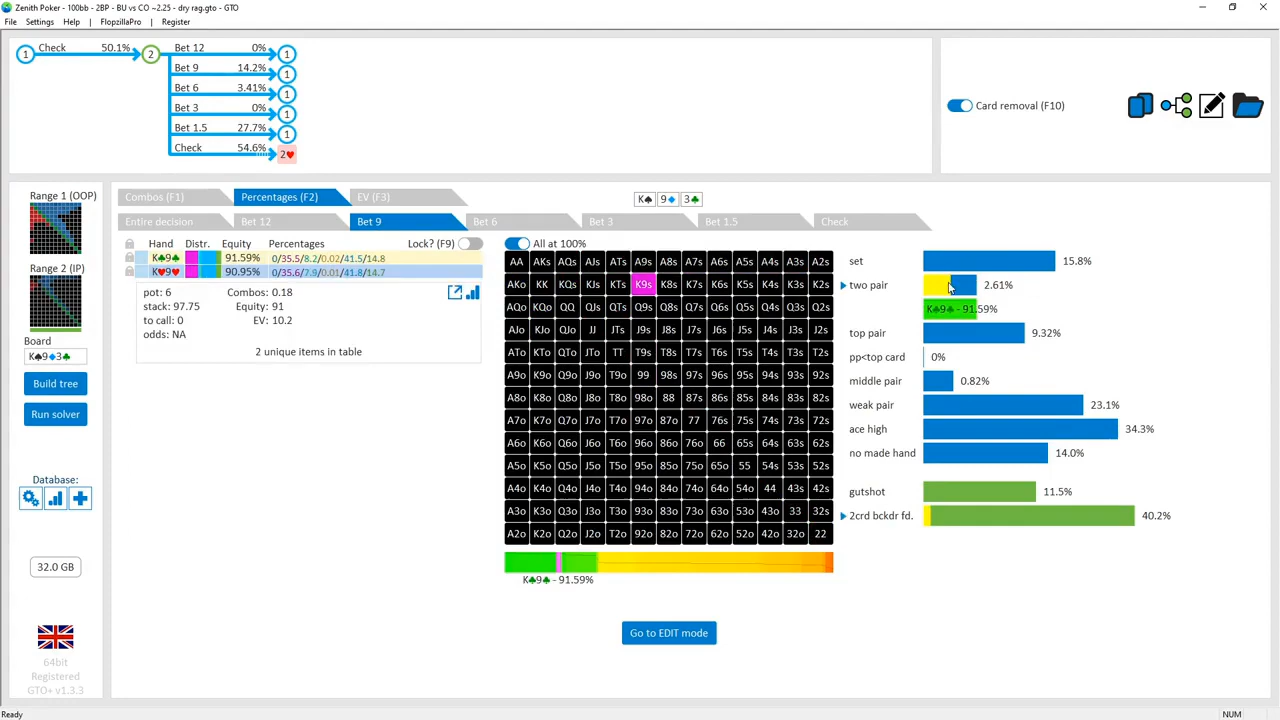 Zenith Poker - 100bb - 2BP - BU vs CO ~2.25 - dry rag.gto - GTO
File Settings Help FlopzillaPro Register
1 Check 50.1% 2 Bet 12 0% 1
Bet 9 14.2% 1
Bet 6 3.41% 1
Bet 3 0% 1
Bet 1.5 27.7% 1
Check 54.6% 2♥
Card removal (F10)
Range 1 (OOP)
Range 2 (IP)
Board
K♠9♦3♣
Build tree
Run solver
Database:
32.0 GB
64bit
Registered
GTO+ v1.3.3
Combos (F1) Percentages (F2) EV (F3)
K♠ 9♦ 3♣
Entire decision Bet 12 Bet 9 Bet 6 Bet 3 Bet 1.5 Check
Hand Distr. Equity Percentages Lock? (F9)
K♣9♣ 91.59% 0/35.5/8.2/0.02/41.5/14.8
K♥9♥ 90.95% 0/35.6/7.9/0.01/41.8/14.7
pot: 6 Combos: 0.18
stack: 97.75 Equity: 91
to call: 0 EV: 10.2
odds: NA
2 unique items in table
All at 100%
AA AKs AQs AJs ATs A9s A8s A7s A6s A5s A4s A3s A2s
AKo KK KQs KJs KTs K9s K8s K7s K6s K5s K4s K3s K2s
AQo KQo QQ QJs QTs Q9s Q8s Q7s Q6s Q5s Q4s Q3s Q2s
AJo KJo QJo JJ JTs J9s J8s J7s J6s J5s J4s J3s J2s
ATo KTo QTo JTo TT T9s T8s T7s T6s T5s T4s T3s T2s
A9o K9o Q9o J9o T9o 99 98s 97s 96s 95s 94s 93s 92s
A8o K8o Q8o J8o T8o 98o 88 87s 86s 85s 84s 83s 82s
A7o K7o Q7o J7o T7o 97o 87o 77 76s 75s 74s 73s 72s
A6o K6o Q6o J6o T6o 96o 86o 76o 66 65s 64s 63s 62s
A5o K5o Q5o J5o T5o 95o 85o 75o 65o 55 54s 53s 52s
A4o K4o Q4o J4o T4o 94o 84o 74o 64o 54o 44 43s 42s
A3o K3o Q3o J3o T3o 93o 83o 73o 63o 53o 43o 33 32s
A2o K2o Q2o J2o T2o 92o 82o 72o 62o 52o 42o 32o 22
K♣9♣ - 91.59%
Go to EDIT mode
set 15.8%
two pair 2.61%
K♣9♣ - 91.59%
top pair 9.32%
pp<top card 0%
middle pair 0.82%
weak pair 23.1%
ace high 34.3%
no made hand 14.0%
gutshot 11.5%
2crd bckdr fd. 40.2%
Ready NUM